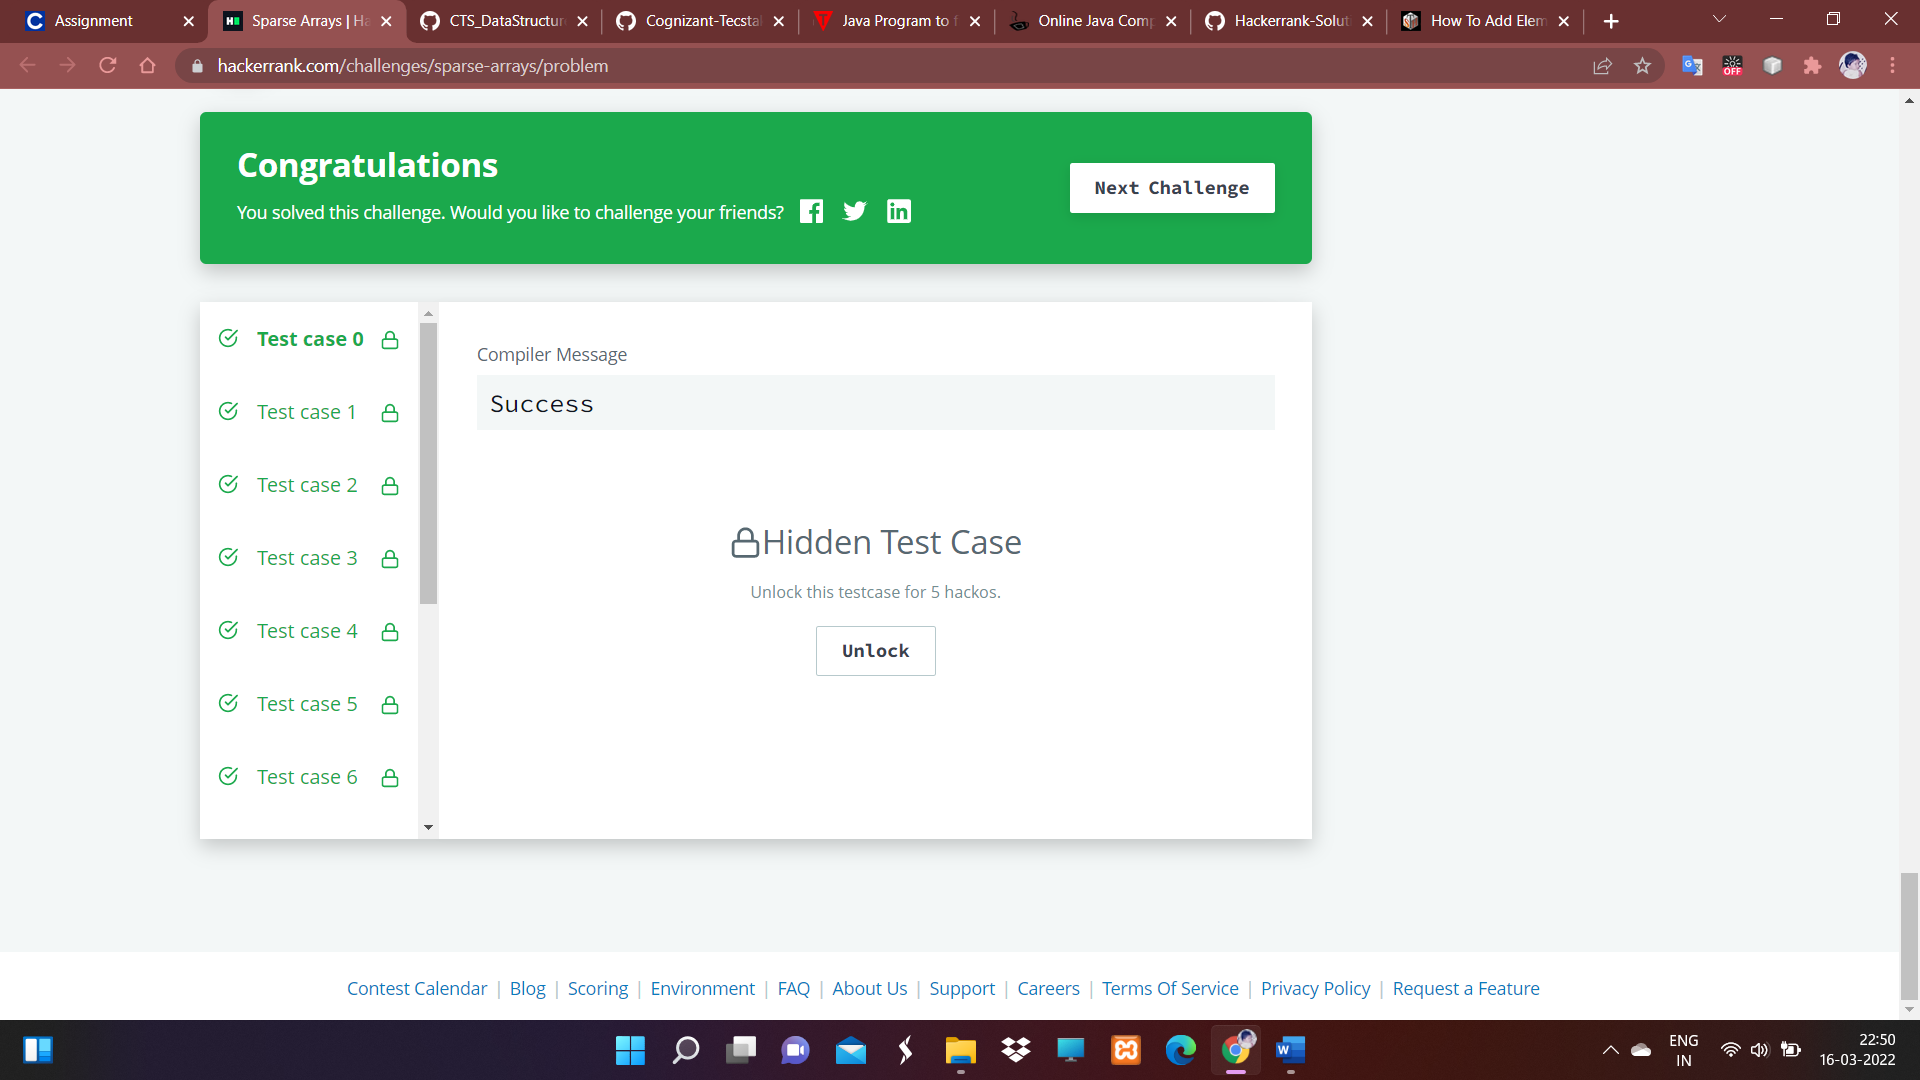 Assignment
Sparse Arrays | Ha
CTS_DataStructur
Cognizant-Tecsta
Java Program to f
Online Java Comp
Hackerrank-Solut
How To Add Elem
hackerrank.com/challenges/sparse-arrays/problem
OFF
Congratulations
You solved this challenge. Would you like to challenge your friends?
Next Challenge
Test case 0
Test case 1
Test case 2
Test case 3
Test case 4
Test case 5
Test case 6
Compiler Message
Success
Hidden Test Case
Unlock this testcase for 5 hackos.
Unlock
Contest Calendar | Blog | Scoring | Environment | FAQ | About Us | Support | Careers | Terms Of Service | Privacy Policy | Request a Feature
ENG
IN
22:50
16-03-2022